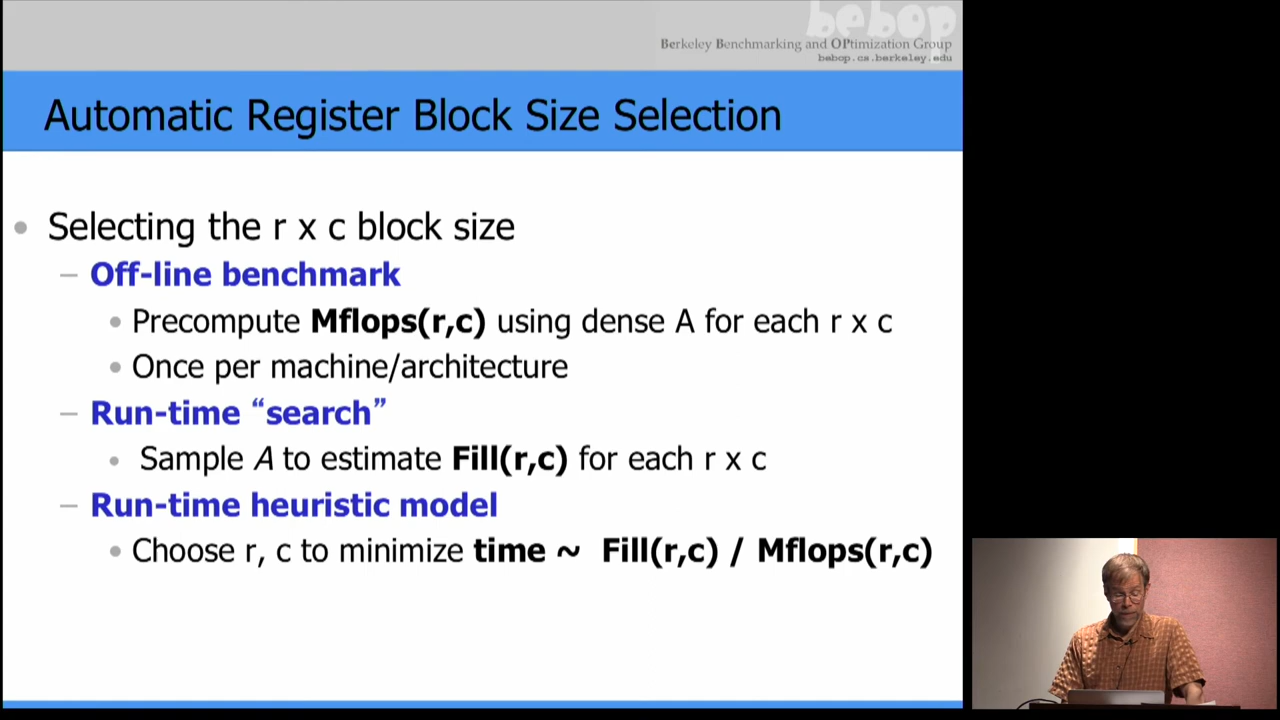 bebop
Berkeley Benchmarking and OPtimization Group
bebop.cs.berkeley.edu
Automatic Register Block Size Selection
• Selecting the r x c block size
– Off-line benchmark
• Precompute Mflops(r,c) using dense A for each r x c
• Once per machine/architecture
– Run-time “search”
• Sample A to estimate Fill(r,c) for each r x c
– Run-time heuristic model
• Choose r, c to minimize time ~ Fill(r,c) / Mflops(r,c)